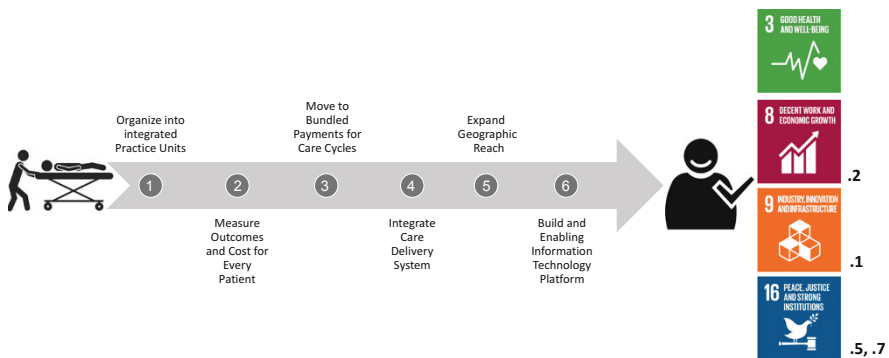 Organize into
integrated
Practice Units
Move to
Bundled
Payments for
Care Cycles
Expand
Geographic
Reach
1
2
3
4
5
6
Measure
Outcomes
and Cost for
Every
Patient
Integrate
Care
Delivery
System
Build and
Enabling
Information
Technology
Platform
3 GOOD HEALTH
AND WELL-BEING
8 DECENT WORK AND
ECONOMIC GROWTH
.2
9 INDUSTRY, INNOVATION
AND INFRASTRUCTURE
.1
16 PEACE, JUSTICE
AND STRONG
INSTITUTIONS
.5, .7